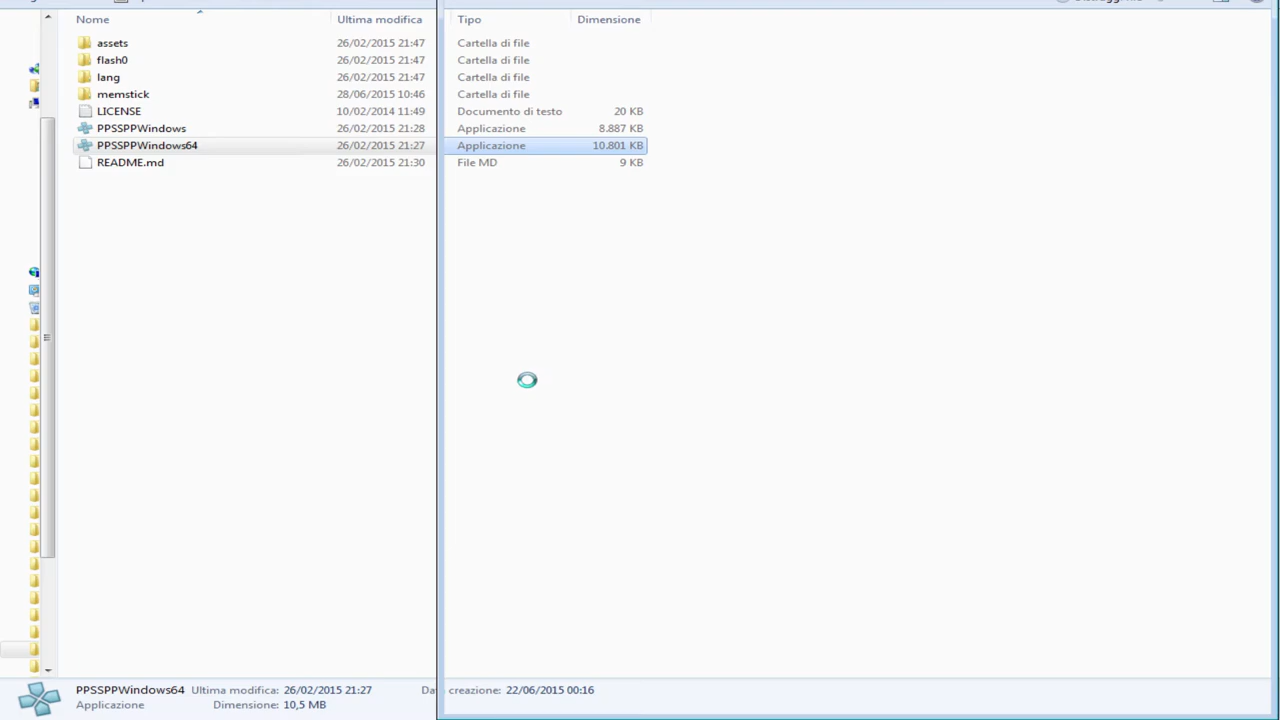 Nome Ultima modifica Tipo Dimensione
assets 26/02/2015 21:47 Cartella di file
flash0 26/02/2015 21:47 Cartella di file
lang 26/02/2015 21:47 Cartella di file
memstick 28/06/2015 10:46 Cartella di file
LICENSE 10/02/2014 11:49 Documento di testo 20 KB
PPSSPPWindows 26/02/2015 21:28 Applicazione 8.887 KB
PPSSPPWindows64 26/02/2015 21:27 Applicazione 10.801 KB
README.md 26/02/2015 21:30 File MD 9 KB
PPSSPPWindows64 Ultima modifica: 26/02/2015 21:27 creazione: 22/06/2015 00:16
Applicazione Dimensione: 10,5 MB